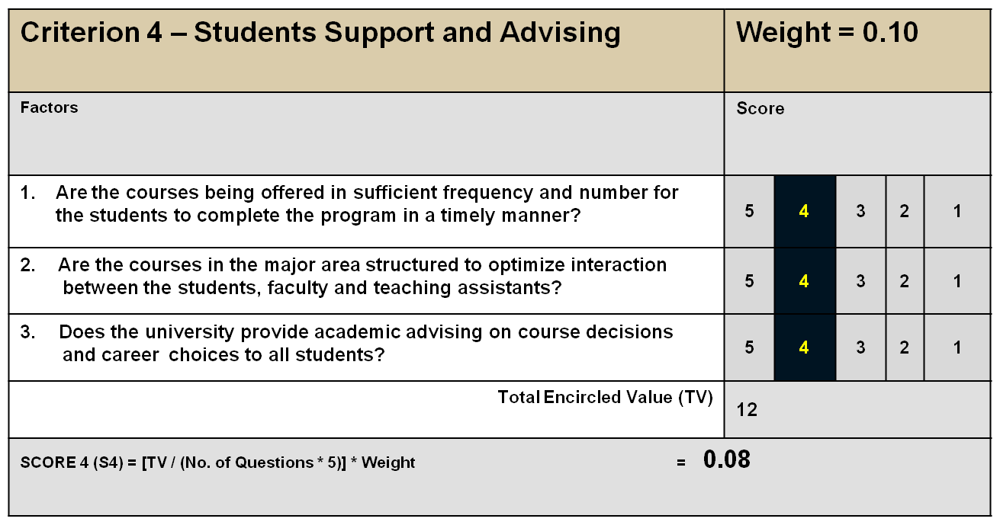 Criterion 4 – Students Support and Advising Weight = 0.10
Factors Score
1. Are the courses being offered in sufficient frequency and number for
the students to complete the program in a timely manner?
5 4 3 2 1
2. Are the courses in the major area structured to optimize interaction
between the students, faculty and teaching assistants?
5 4 3 2 1
3. Does the university provide academic advising on course decisions
and career choices to all students?
5 4 3 2 1
Total Encircled Value (TV) 12
SCORE 4 (S4) = [TV / (No. of Questions * 5)] * Weight = 0.08